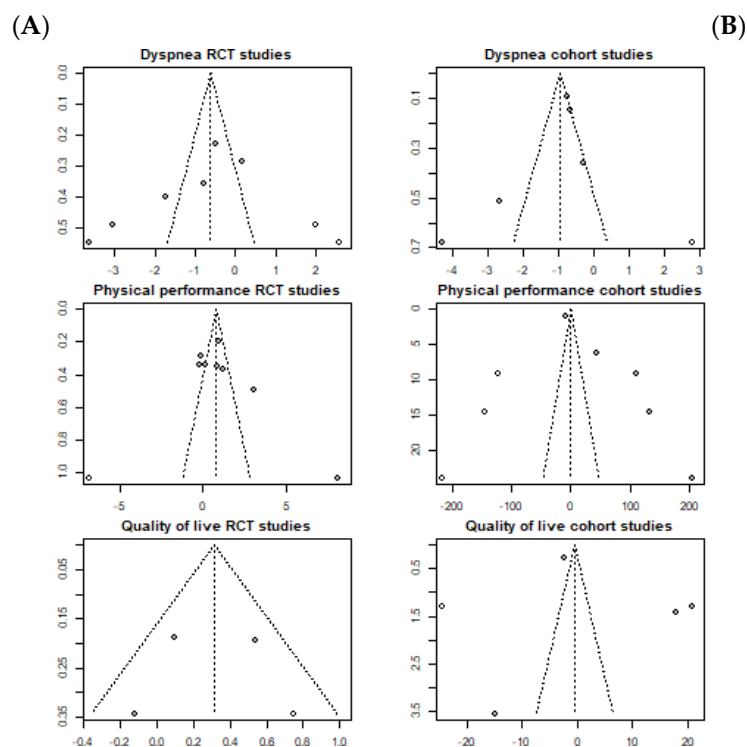 (A) (B)
Dyspnea RCT studies
0.0
0.1
0.2
0.3
0.4
0.5
-3 -2 -1 0 1 2
Dyspnea cohort studies
0.1
0.3
0.5
0.7
-4 -3 -2 -1 0 1 2 3
Physical performance RCT studies
0.0
0.2
0.4
0.6
0.8
1.0
-5 0 5
Physical performance cohort studies
0
5
10
15
20
-200 -100 0 100 200
Quality of live RCT studies
0.05
0.15
0.25
0.35
-0.4 -0.2 0.0 0.2 0.4 0.6 0.8 1.0
Quality of live cohort studies
0.5
1.5
2.5
3.5
-20 -10 0 10 20